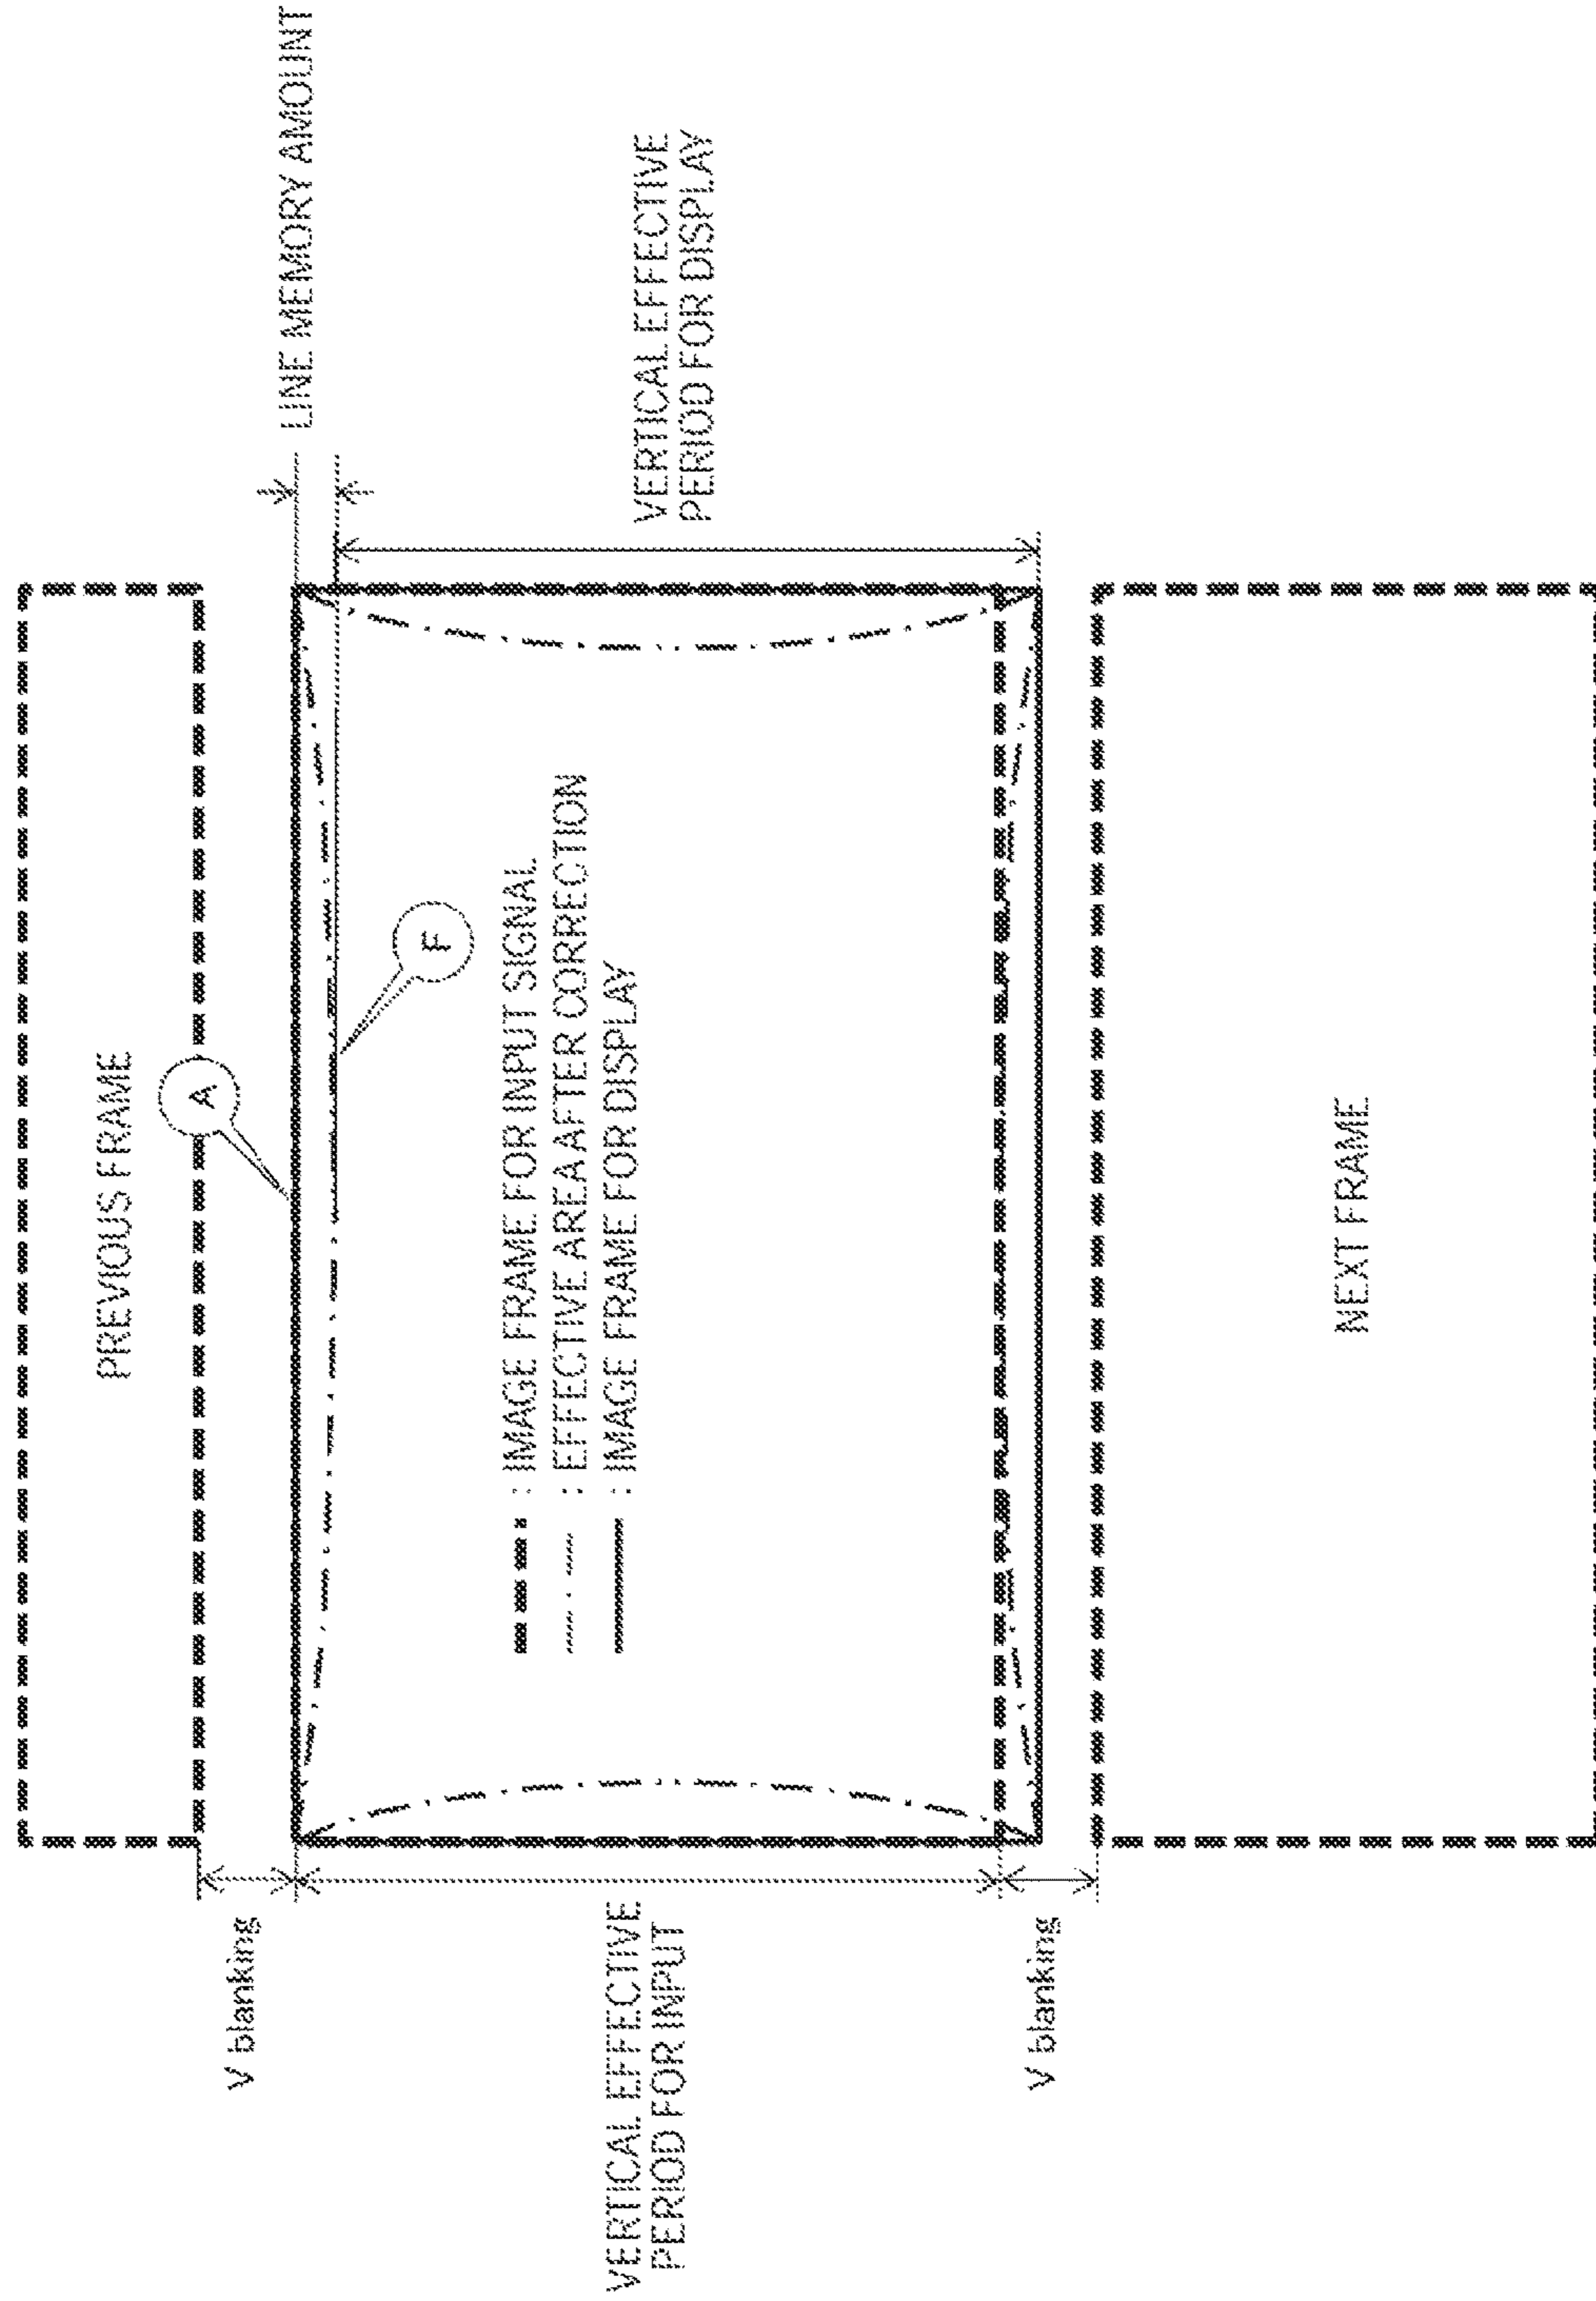 PREVIOUS FRAME
A
LINE MEMORY AMOUNT
V blanking
F
: IMAGE FRAME FOR INPUT SIGNAL
: EFFECTIVE AREA AFTER CORRECTION
: IMAGE FRAME FOR DISPLAY
VERTICAL EFFECTIVE
PERIOD FOR INPUT
VERTICAL EFFECTIVE
PERIOD FOR DISPLAY
V blanking
NEXT FRAME